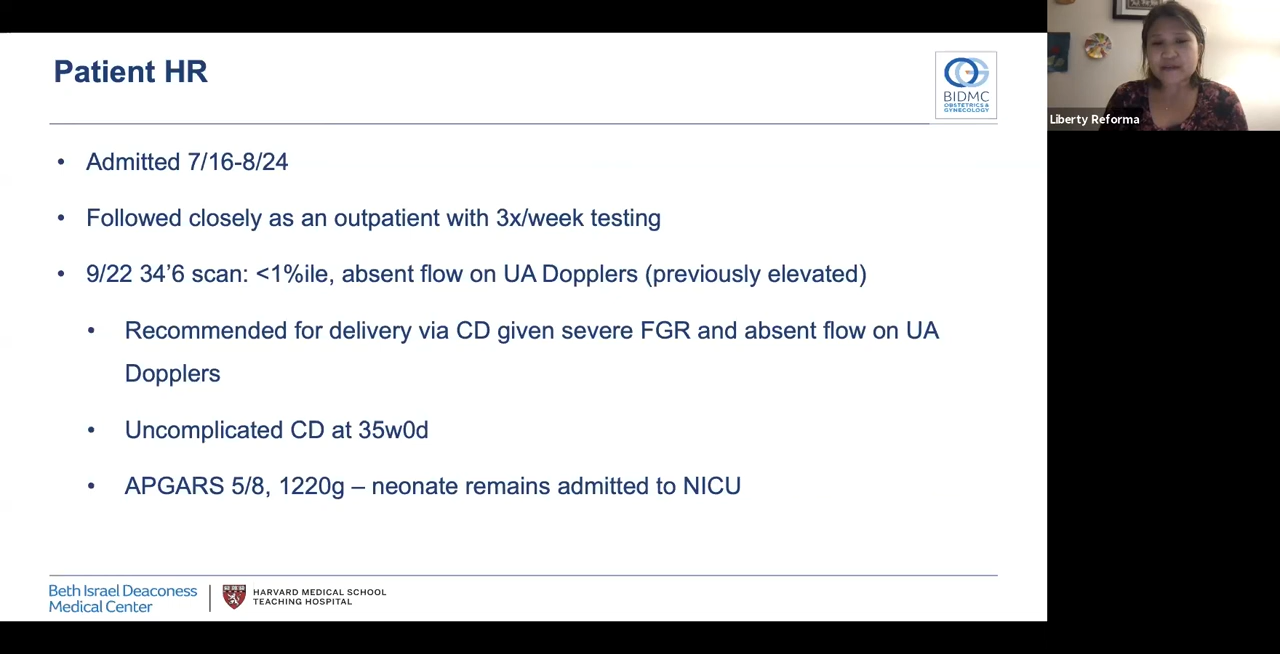 Patient HR
BIDMC
OBSTETRICS &
GYNECOLOGY
Liberty Reforma
• Admitted 7/16-8/24
• Followed closely as an outpatient with 3x/week testing
• 9/22 34’6 scan: <1%ile, absent flow on UA Dopplers (previously elevated)
• Recommended for delivery via CD given severe FGR and absent flow on UA
Dopplers
• Uncomplicated CD at 35w0d
• APGARS 5/8, 1220g – neonate remains admitted to NICU
Beth Israel Deaconess
Medical Center
HARVARD MEDICAL SCHOOL
TEACHING HOSPITAL